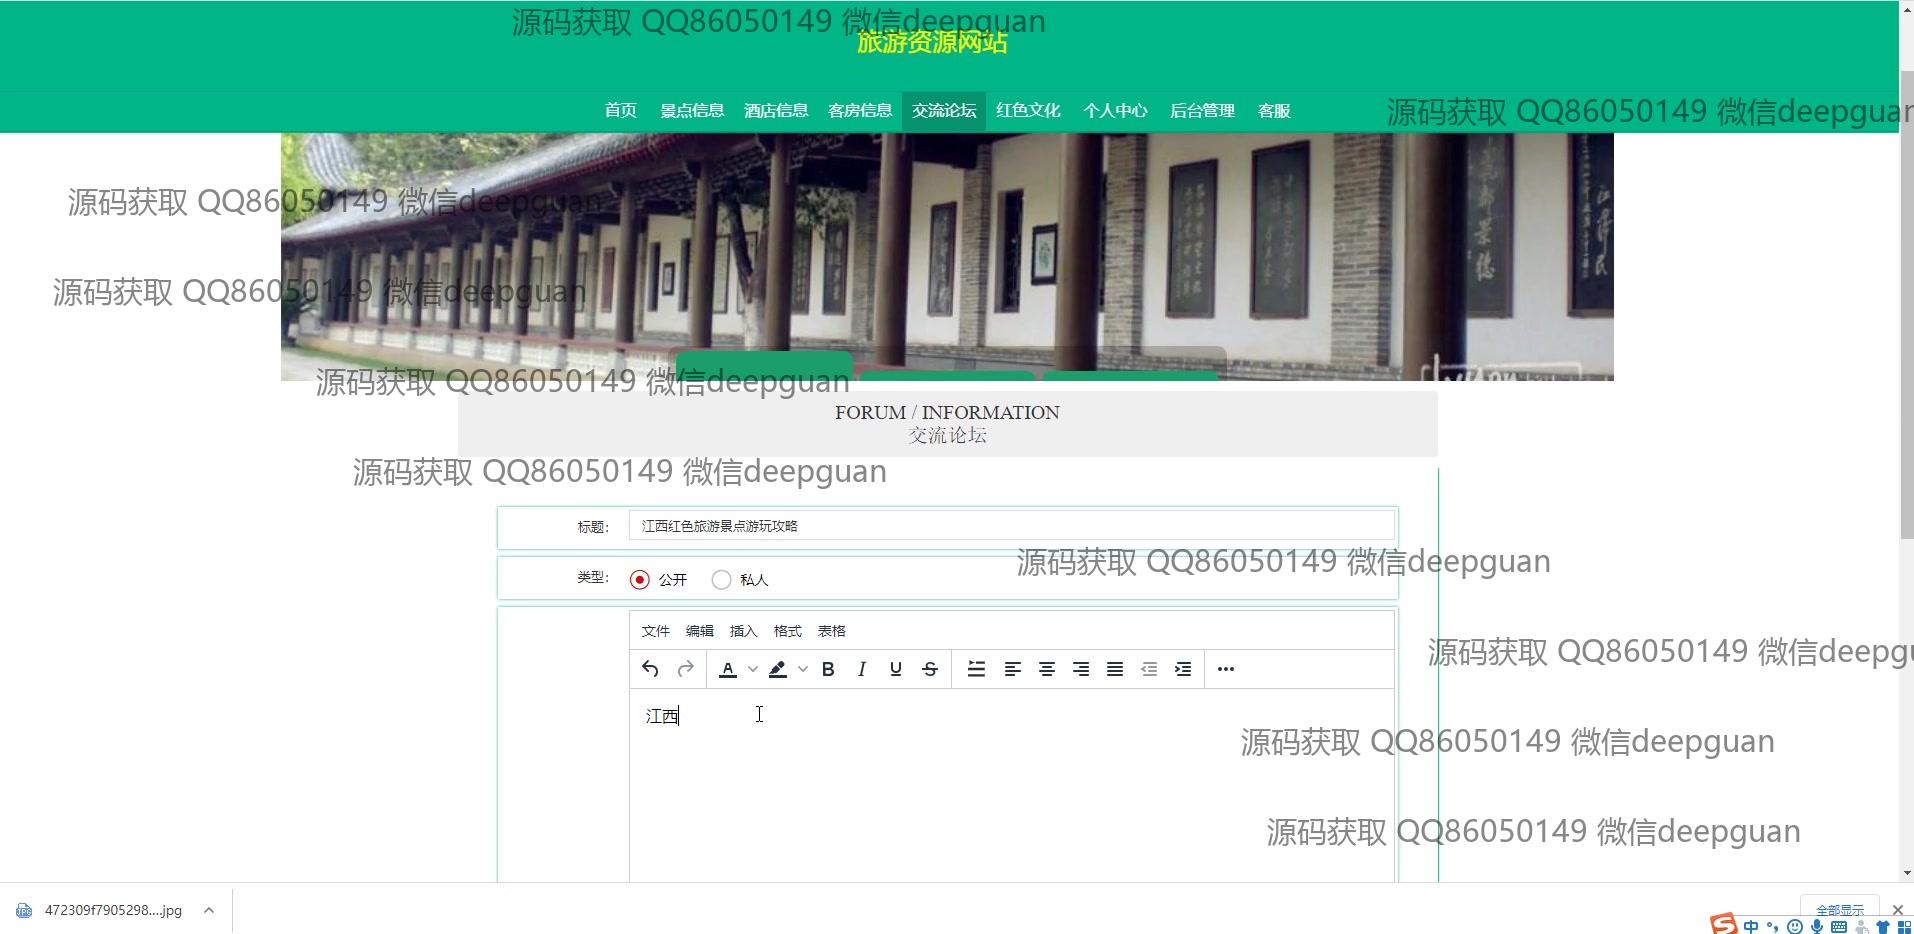 源码获取 QQ86050149 微信deepguan
旅游资源网站
首页 景点信息 酒店信息 客房信息 交流论坛 红色文化 个人中心 后台管理 客服
源码获取 QQ86050149 微信deepguan
源码获取 QQ86050149 微信deepguan
源码获取 QQ86050149 微信deepguan
源码获取 QQ86050149 微信deepguan
FORUM / INFORMATION
交流论坛
源码获取 QQ86050149 微信deepguan
标题： 江西红色旅游景点游玩攻略
源码获取 QQ86050149 微信deepguan
类型： 公开 私人
文件 编辑 插入 格式 表格
源码获取 QQ86050149 微信deepgu
A B I U S
江西
源码获取 QQ86050149 微信deepguan
源码获取 QQ86050149 微信deepguan
472309f7905298....jpg
全部显示
中